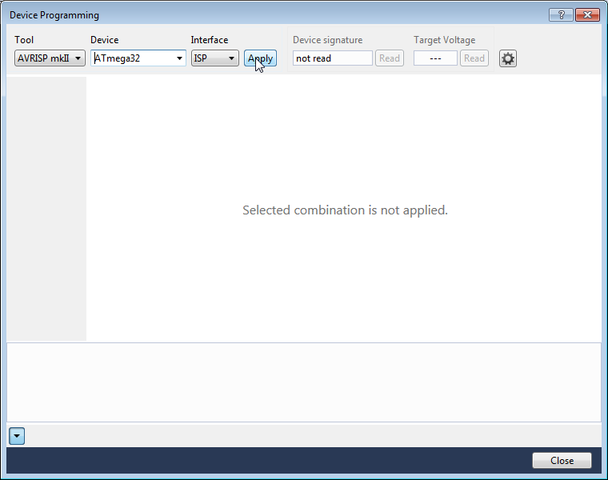 Device Programming
Tool Device Interface Device signature Target Voltage
AVRISP mkII ATmega32 ISP Apply not read Read --- Read
Selected combination is not applied.
Close